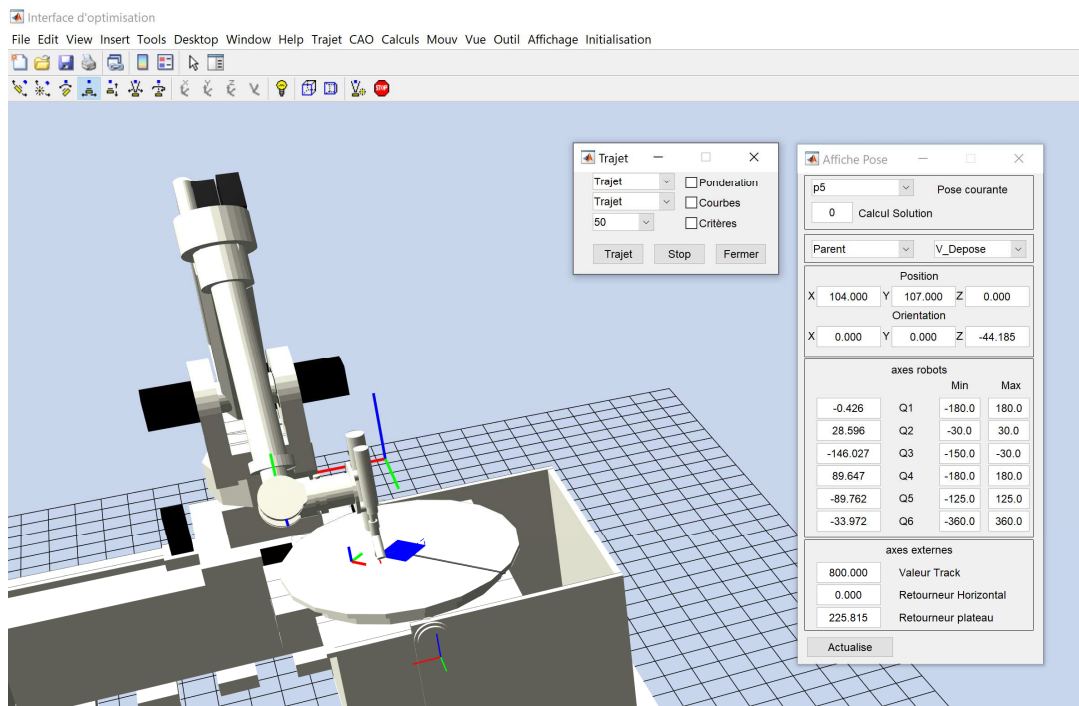 Interface d'optimisation
File Edit View Insert Tools Desktop Window Help Trajet CAO Calculs Mouv Vue Outil Affichage Initialisation
STOP
Trajet
Trajet Ponderation
Trajet Courbes
50 Critères
Trajet Stop Fermer
Affiche Pose
p5 Pose courante
0 Calcul Solution
Parent V_Depose
Position
X 104.000 Y 107.000 Z 0.000
Orientation
X 0.000 Y 0.000 Z -44.185
axes robots
Min Max
-0.426 Q1 -180.0 180.0
28.596 Q2 -30.0 30.0
-146.027 Q3 -150.0 -30.0
89.647 Q4 -180.0 180.0
-89.762 Q5 -125.0 125.0
-33.972 Q6 -360.0 360.0
axes externes
800.000 Valeur Track
0.000 Retourneur Horizontal
225.815 Retourneur plateau
Actualise